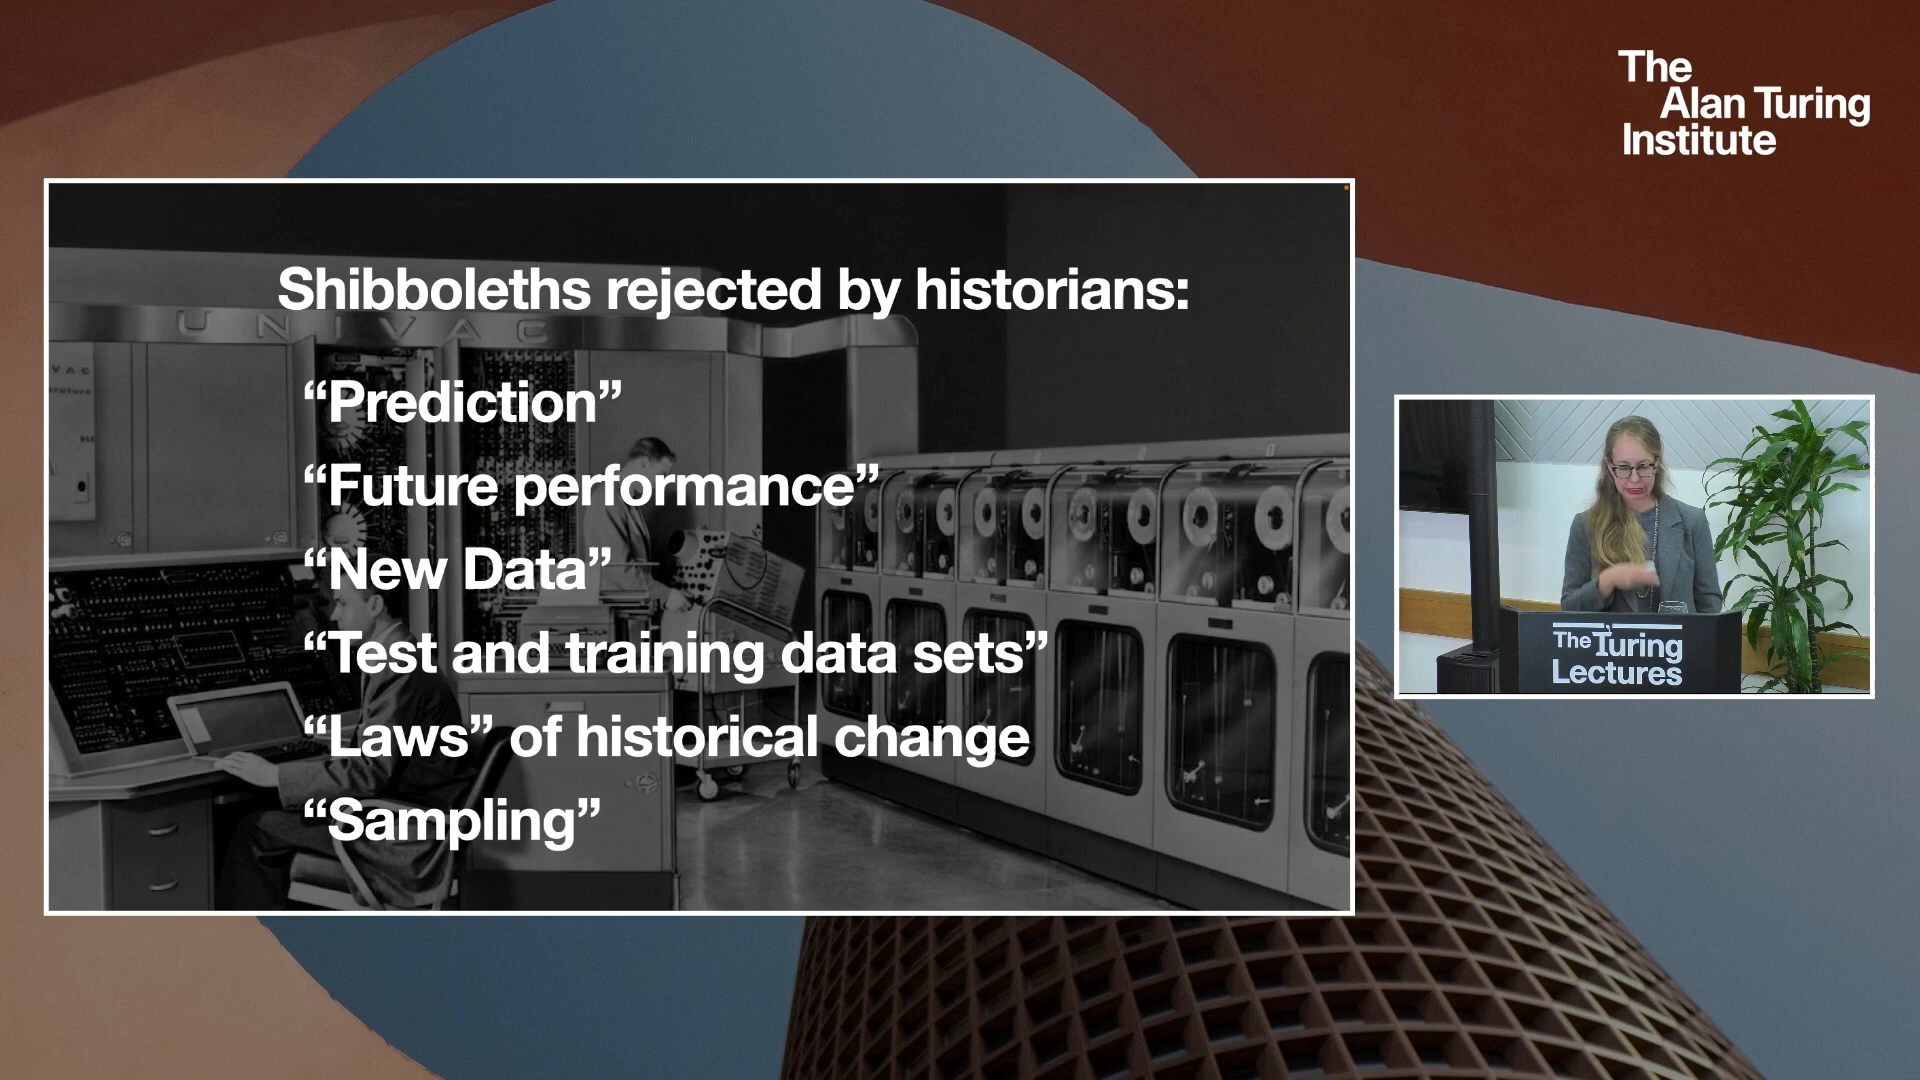 The
Alan Turing
Institute
Shibboleths rejected by historians:
“Prediction”
“Future performance”
“New Data”
“Test and training data sets”
“Laws” of historical change
“Sampling”
UNIVAC
The Turing
Lectures